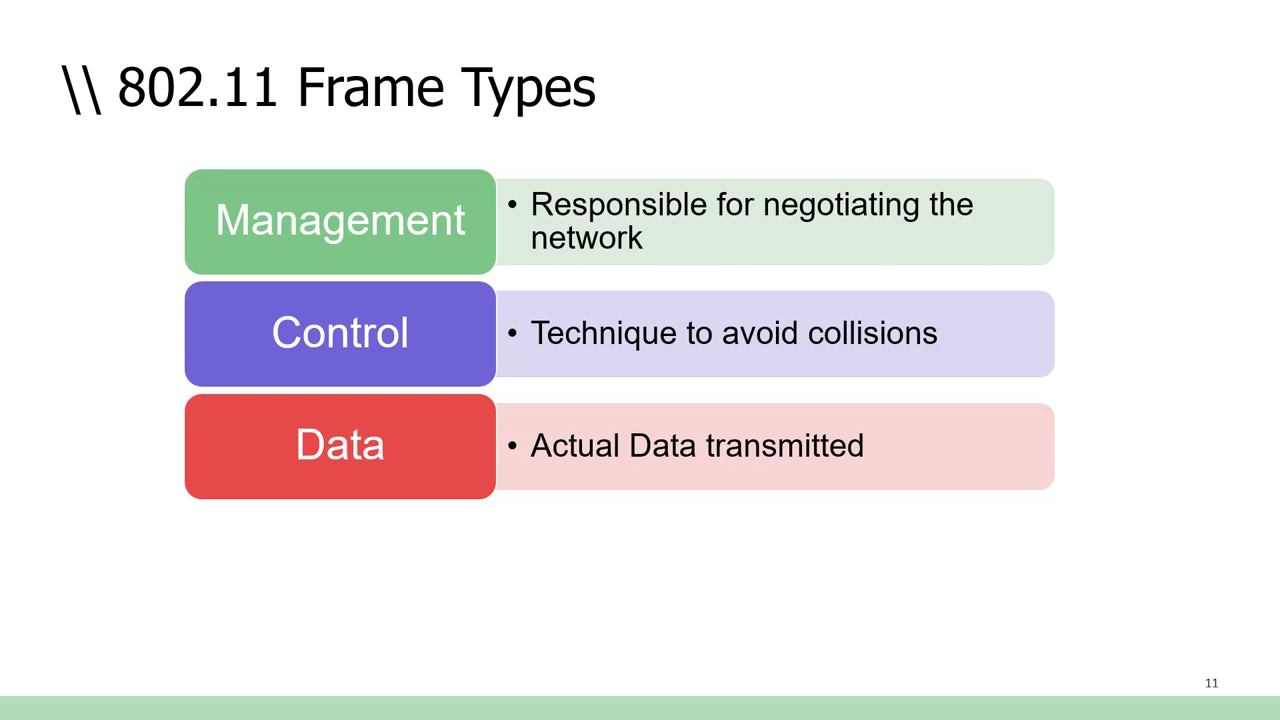 \\ 802.11 Frame Types
Management
• Responsible for negotiating the
network
Control
• Technique to avoid collisions
Data
• Actual Data transmitted
11